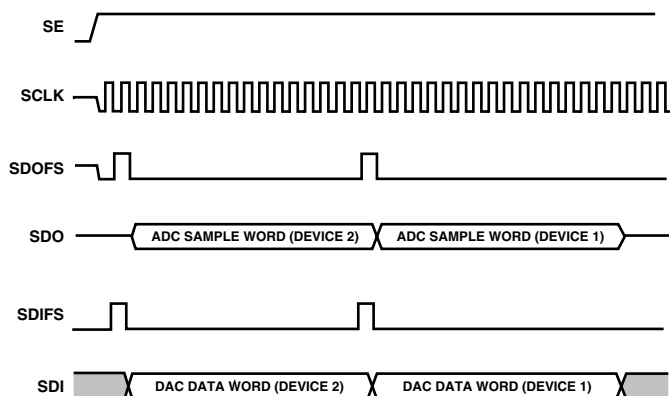 SE
SCLK
SDOFS
SDO
ADC SAMPLE WORD (DEVICE 2)
ADC SAMPLE WORD (DEVICE 1)
SDIFS
SDI
DAC DATA WORD (DEVICE 2)
DAC DATA WORD (DEVICE 1)